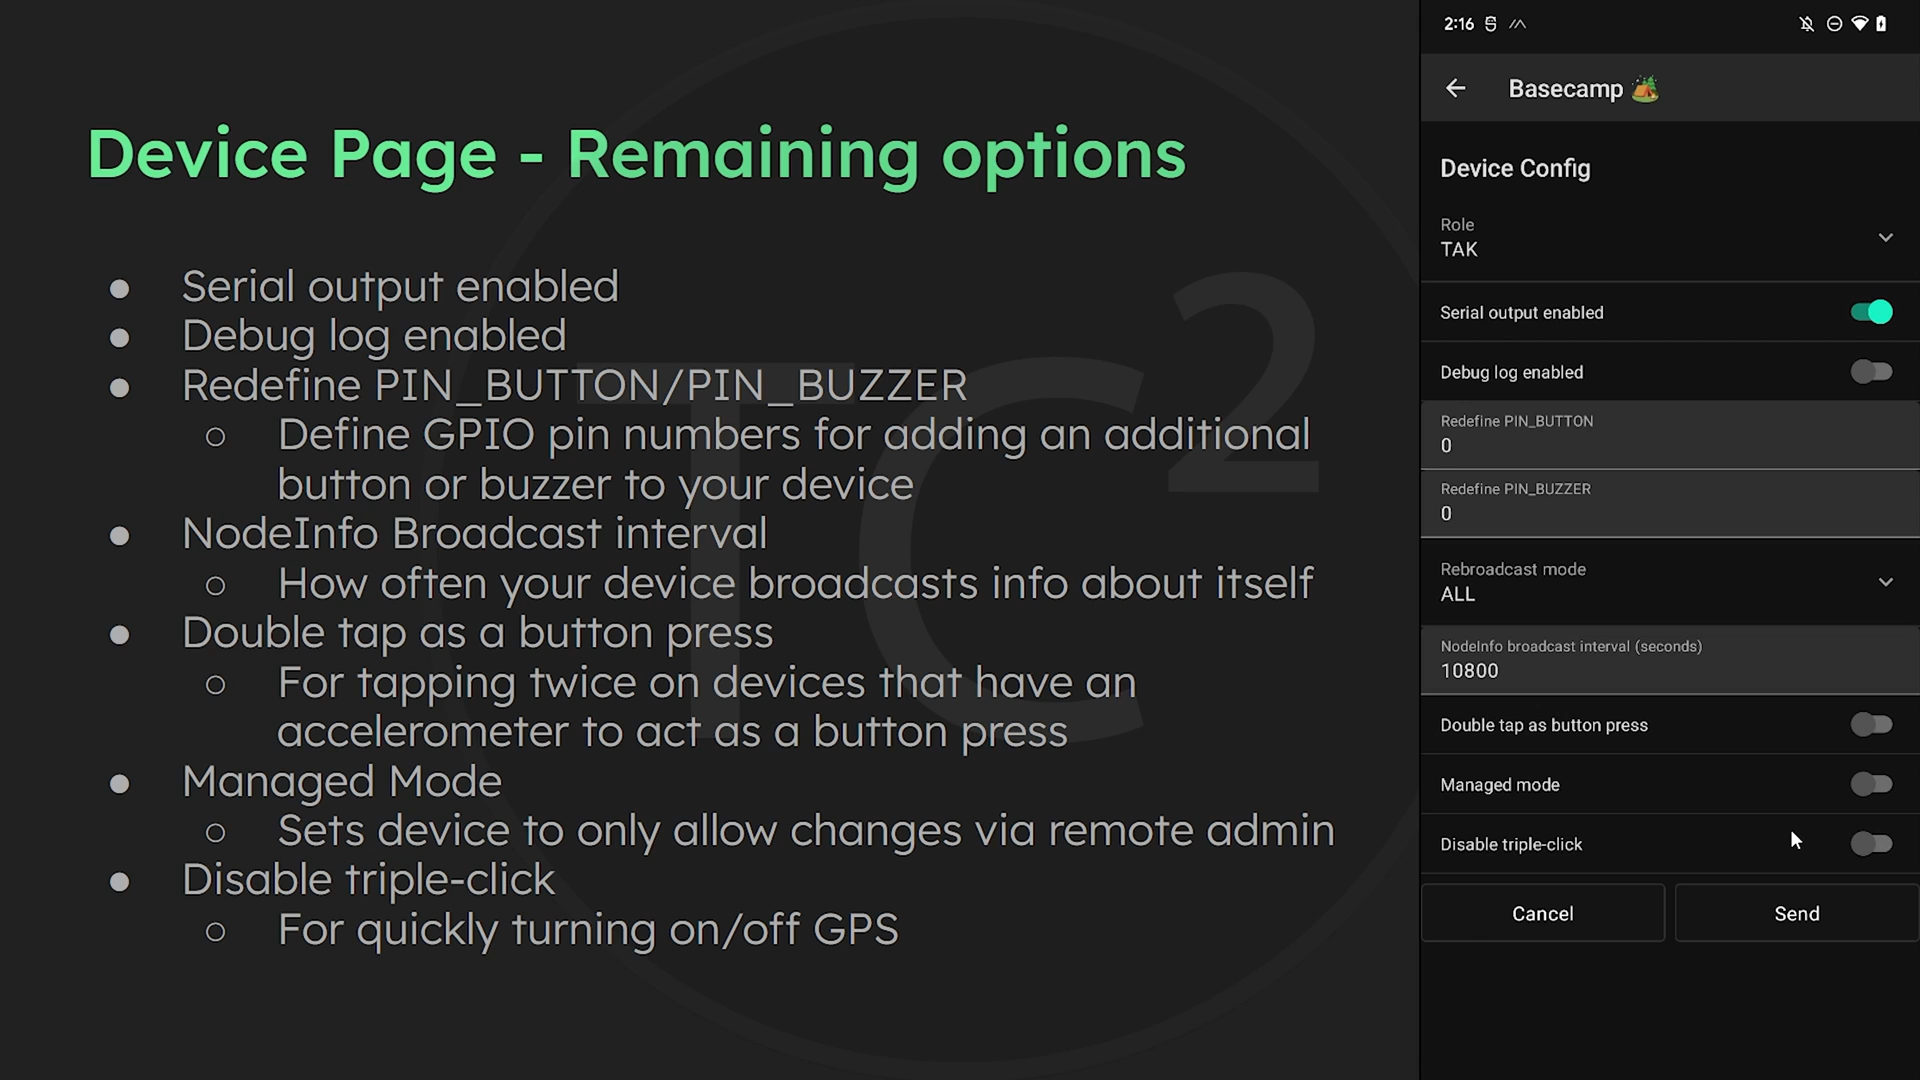 Device Page - Remaining options
● Serial output enabled
● Debug log enabled
● Redefine PIN_BUTTON/PIN_BUZZER
○ Define GPIO pin numbers for adding an additional
button or buzzer to your device
● NodeInfo Broadcast interval
○ How often your device broadcasts info about itself
● Double tap as a button press
○ For tapping twice on devices that have an
accelerometer to act as a button press
● Managed Mode
○ Sets device to only allow changes via remote admin
● Disable triple-click
○ For quickly turning on/off GPS
TC²
2:16
Basecamp 🏕️
Device Config
Role
TAK
Serial output enabled
Debug log enabled
Redefine PIN_BUTTON
0
Redefine PIN_BUZZER
0
Rebroadcast mode
ALL
NodeInfo broadcast interval (seconds)
10800
Double tap as button press
Managed mode
Disable triple-click
Cancel
Send